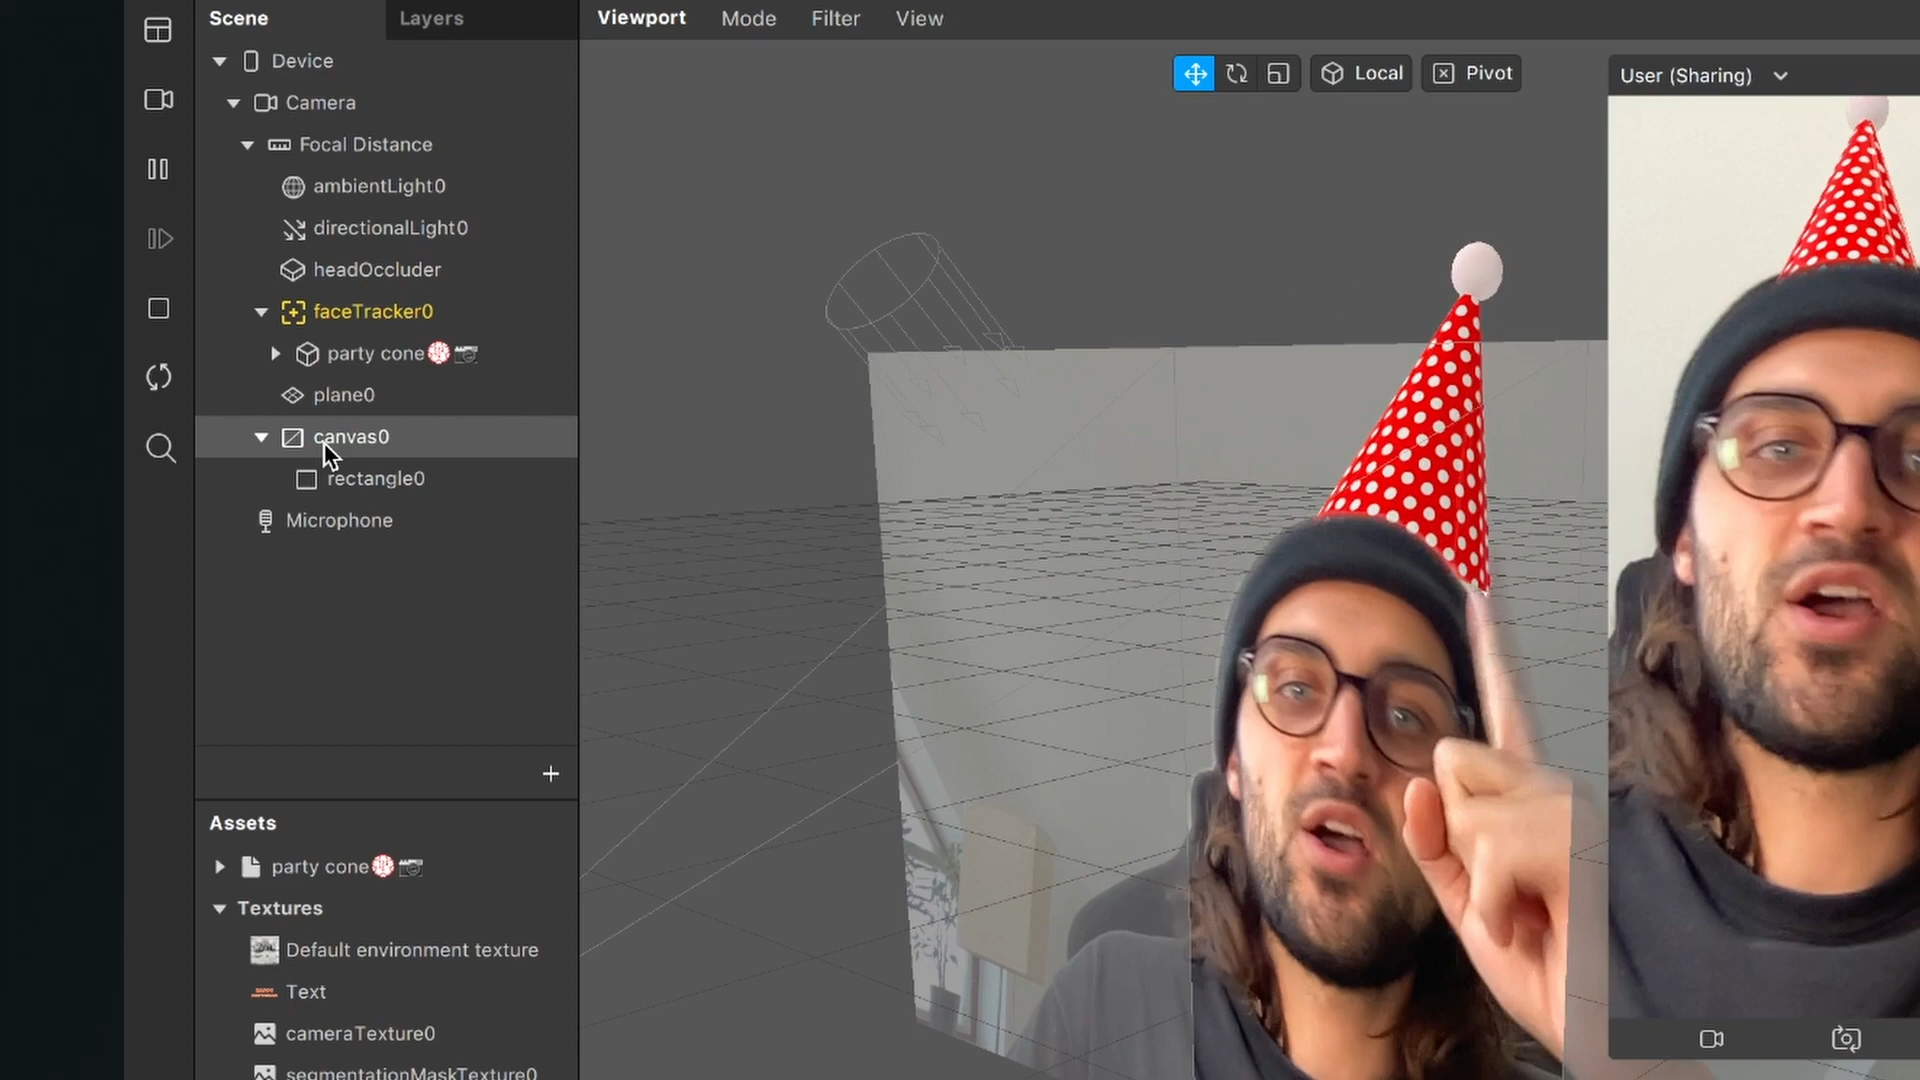 Scene
Layers
Viewport
Mode
Filter
View
Device
Camera
Focal Distance
ambientLight0
directionalLight0
headOccluder
faceTracker0
party cone
plane0
canvas0
rectangle0
Microphone
Local
Pivot
User (Sharing)
Assets
party cone
Textures
Default environment texture
Text
cameraTexture0
segmentationMaskTexture0